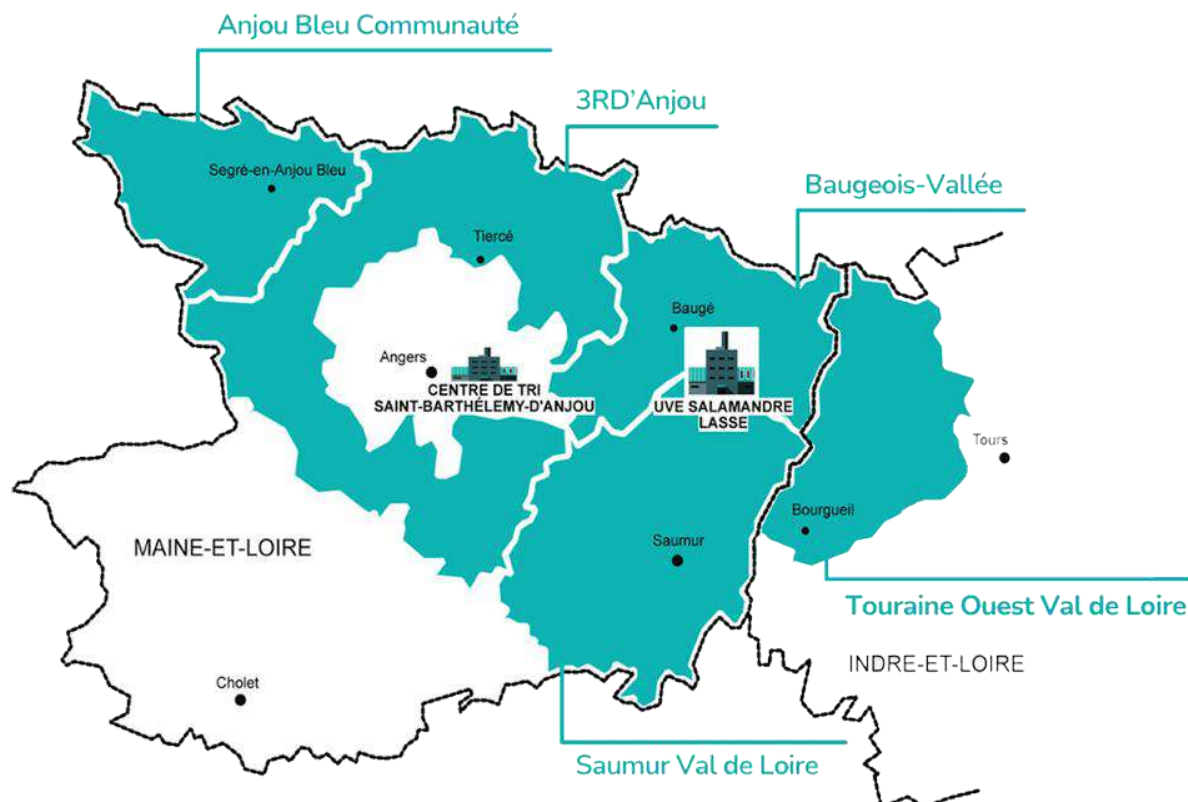 Anjou Bleu Communauté
3RD'Anjou
Segré-en-Anjou Bleu
Baugeois-Vallée
Tiercé
Baugé
Angers
CENTRE DE TRI
SAINT-BARTHÉLEMY-D'ANJOU
UVE SALAMANDRE
LASSE
Tours
Bourgueil
MAINE-ET-LOIRE
Saumur
Touraine Ouest Val de Loire
INDRE-ET-LOIRE
Cholet
Saumur Val de Loire